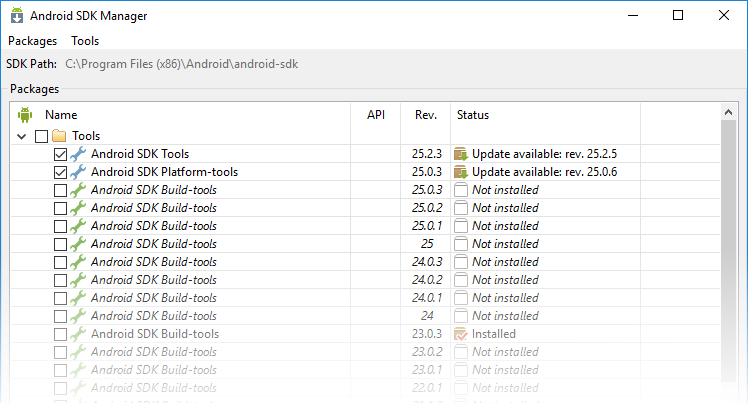 Android SDK Manager
Packages Tools
SDK Path: C:\Program Files (x86)\Android\android-sdk
Packages
Name API Rev. Status
Tools
Android SDK Tools 25.2.3 Update available: rev. 25.2.5
Android SDK Platform-tools 25.0.3 Update available: rev. 25.0.6
Android SDK Build-tools 25.0.3 Not installed
Android SDK Build-tools 25.0.2 Not installed
Android SDK Build-tools 25.0.1 Not installed
Android SDK Build-tools 25 Not installed
Android SDK Build-tools 24.0.3 Not installed
Android SDK Build-tools 24.0.2 Not installed
Android SDK Build-tools 24.0.1 Not installed
Android SDK Build-tools 24 Not installed
Android SDK Build-tools 23.0.3 Installed
Android SDK Build-tools 23.0.2 Not installed
Android SDK Build-tools 23.0.1 Not installed
Android SDK Build-tools 22.0.1 Not installed